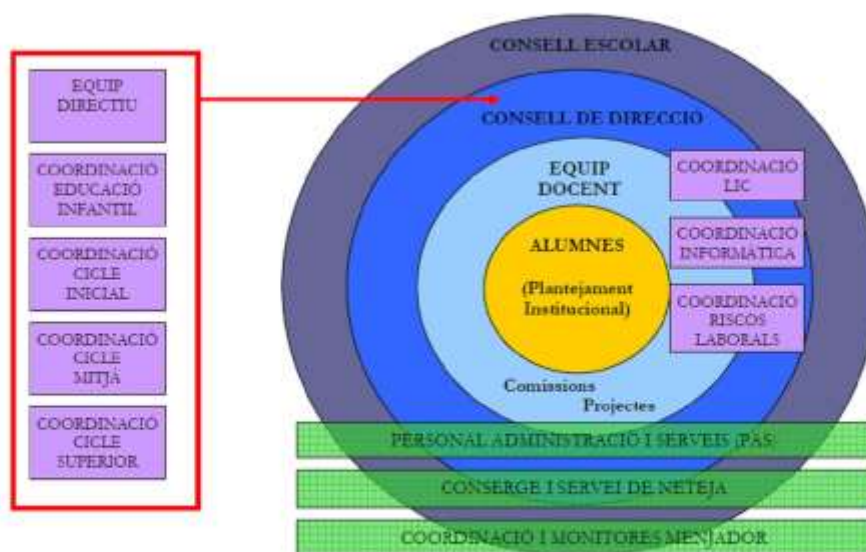 EQUIP
DIRECTIU
COORDINACIÓ
EDUCACIÓ
INFANTIL
COORDINACIÓ
CICLE
INICIAL
COORDINACIÓ
CICLE
MITJÀ
COORDINACIÓ
CICLE
SUPERIOR
CONSELL ESCOLAR
CONSELL DE DIRECCIÓ
EQUIP
DOCENT
ALUMNES
(Plantejament
Institucional)
Comissions
Projectes
COORDINACIÓ
LIC
COORDINACIÓ
INFORMÀTICA
COORDINACIÓ
RISCOS
LABORALS
PERSONAL ADMINISTRACIÓ I SERVEIS (PAS)
CONSERGE I SERVEI DE NETEJA
COORDINACIÓ I MONITORES MENJADOR